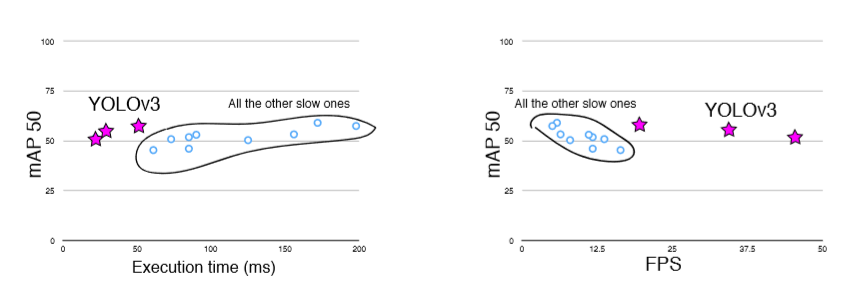 100
75
50
25
0
mAP 50
YOLOv3
All the other slow ones
0
50
100
150
200
Execution time (ms)
100
75
50
25
0
mAP 50
All the other slow ones
YOLOv3
0
12.5
25
37.5
50
FPS